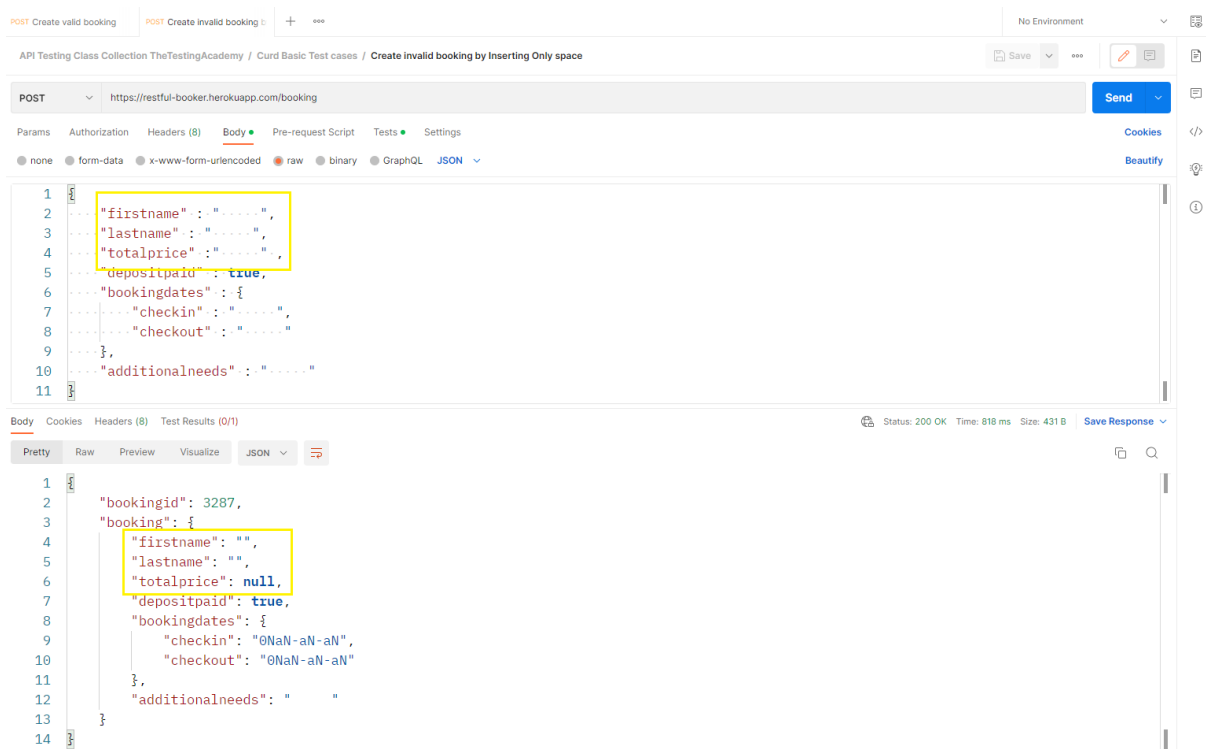 POST Create valid booking POST Create invalid booking b + ooo No Environment
API Testing Class Collection TheTestingAcademy / Curd Basic Test cases / Create invalid booking by Inserting Only space Save ooo
POST https://restful-booker.herokuapp.com/booking Send
Params Authorization Headers (8) Body Pre-request Script Tests Settings Cookies
none form-data x-www-form-urlencoded raw binary GraphQL JSON Beautify
1 {
2 "firstname" : "     ",
3 "lastname" : "     ",
4 "totalprice" :"     " ,
5 "depositpaid" : true,
6 "bookingdates" : {
7 "checkin" : "     ",
8 "checkout" : "     "
9 },
10 "additionalneeds" : "     "
11 }
Body Cookies Headers (8) Test Results (0/1) Status: 200 OK Time: 818 ms Size: 431 B Save Response
Pretty Raw Preview Visualize JSON
1 {
2 "bookingid": 3287,
3 "booking": {
4 "firstname": "",
5 "lastname": "",
6 "totalprice": null,
7 "depositpaid": true,
8 "bookingdates": {
9 "checkin": "0NaN-aN-aN",
10 "checkout": "0NaN-aN-aN"
11 },
12 "additionalneeds": "     "
13 }
14 }